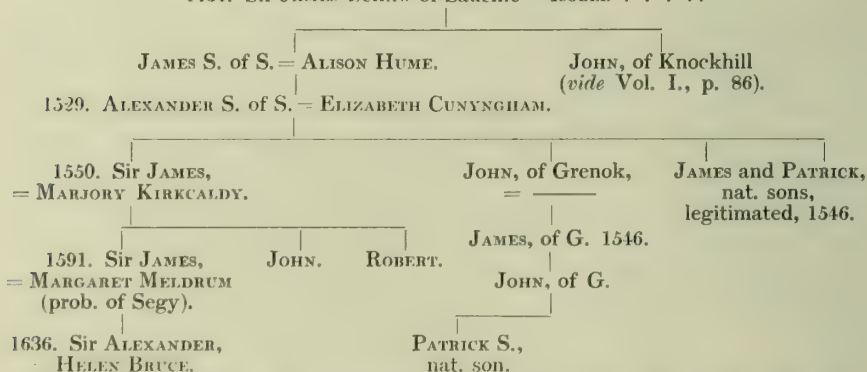 JAMES S. of S. = ALISON HUME.
JOHN, of Knockhill
(vide Vol. I., p. 86).
1529. ALEXANDER S. of S. = ELIZABETH CUNYNGHAM.
1550. Sir JAMES,
= MARJORY KIRKCALDY.
JOHN, of Grenok,
=
JAMES and PATRICK,
nat. sons,
legitimated, 1546.
1591. Sir JAMES,
= MARGARET MELDRUM
(prob. of Segy).
JOHN.
ROBERT.
JAMES, of G. 1546.
JOHN, of G.
1636. Sir ALEXANDER,
HELEN BRUCE.
PATRICK S.,
nat. son.